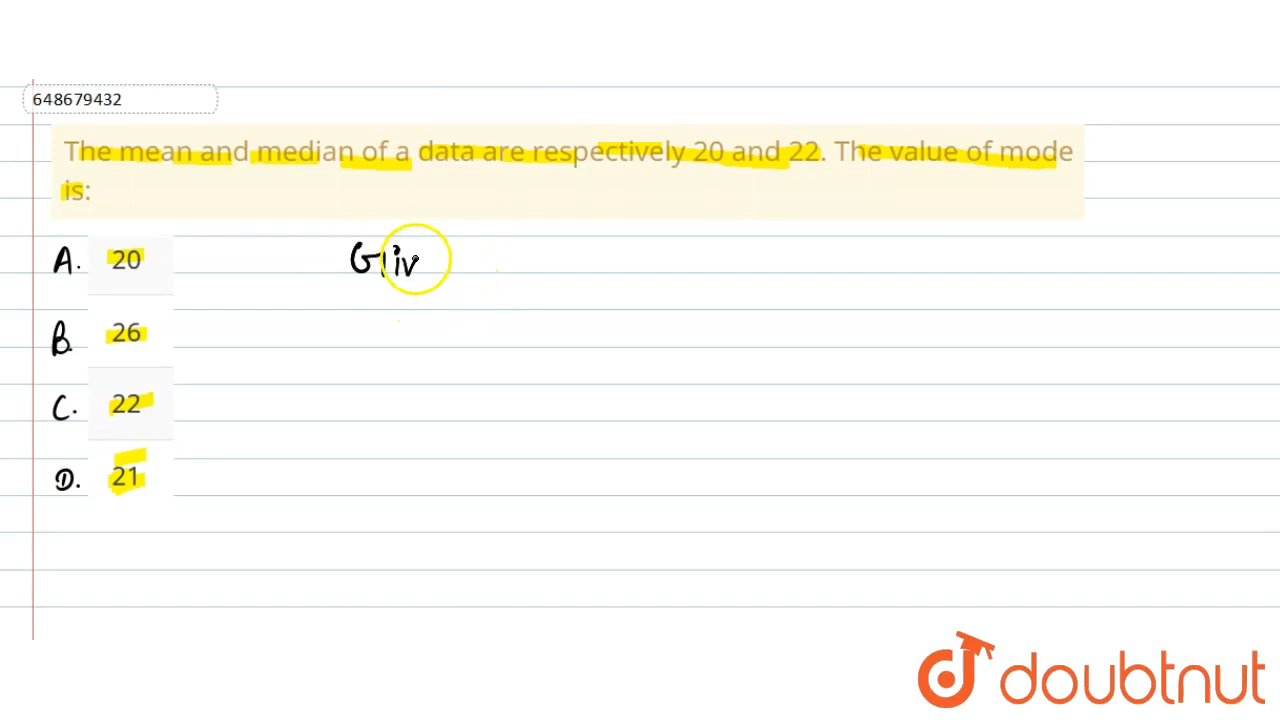 648679432
The mean and median of a data are respectively 20 and 22. The value of mode
is:
A. 20
Giv
B. 26
C. 22
D. 21
doubtnut